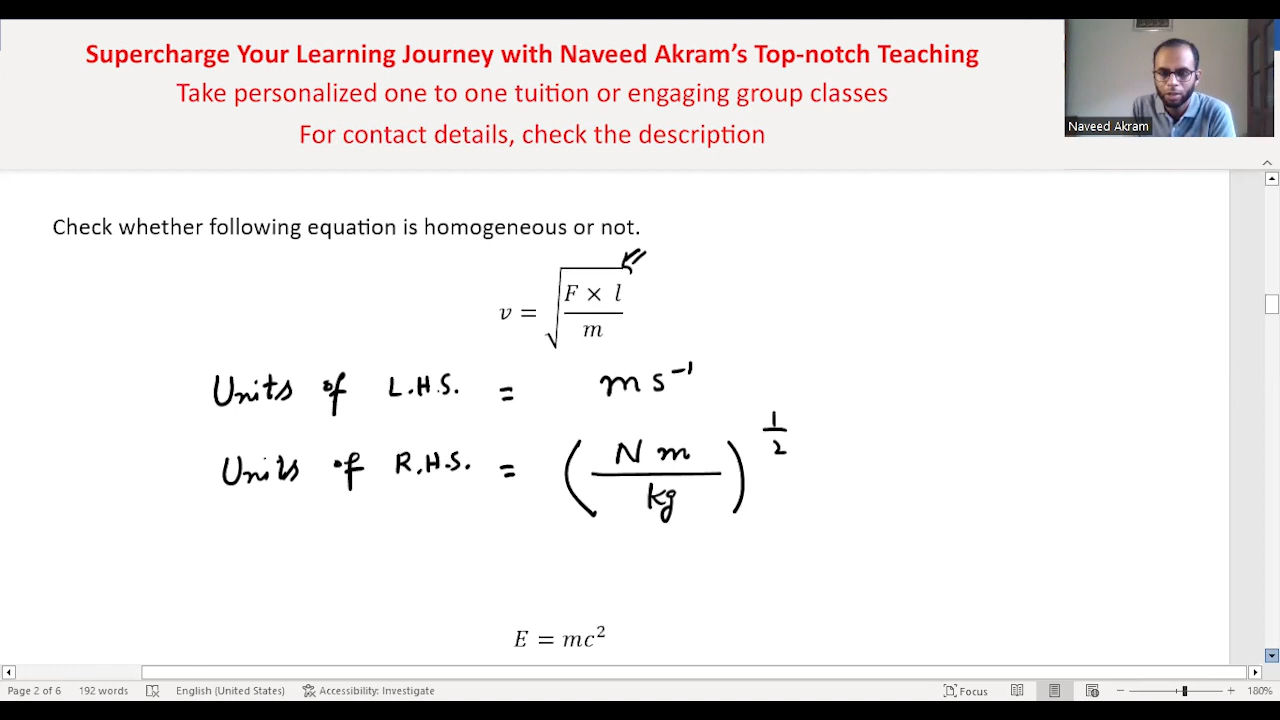 Supercharge Your Learning Journey with Naveed Akram's Top-notch Teaching
Take personalized one to one tuition or engaging group classes
For contact details, check the description
Naveed Akram
Check whether following equation is homogeneous or not.
v = √((F × l)/m)
Units of L.H.S. = m s⁻¹
Units of R.H.S. = (N m / kg)^(1/2)
E = mc²
Page 2 of 6 192 words English (United States) Accessibility: Investigate Focus 180%